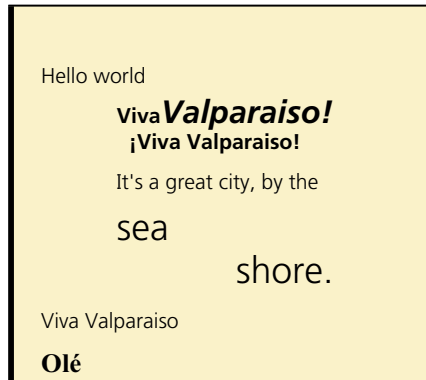 Hello world
Viva Valparaiso!
¡Viva Valparaiso!
It's a great city, by the
sea
shore.
Viva Valparaiso
Olé